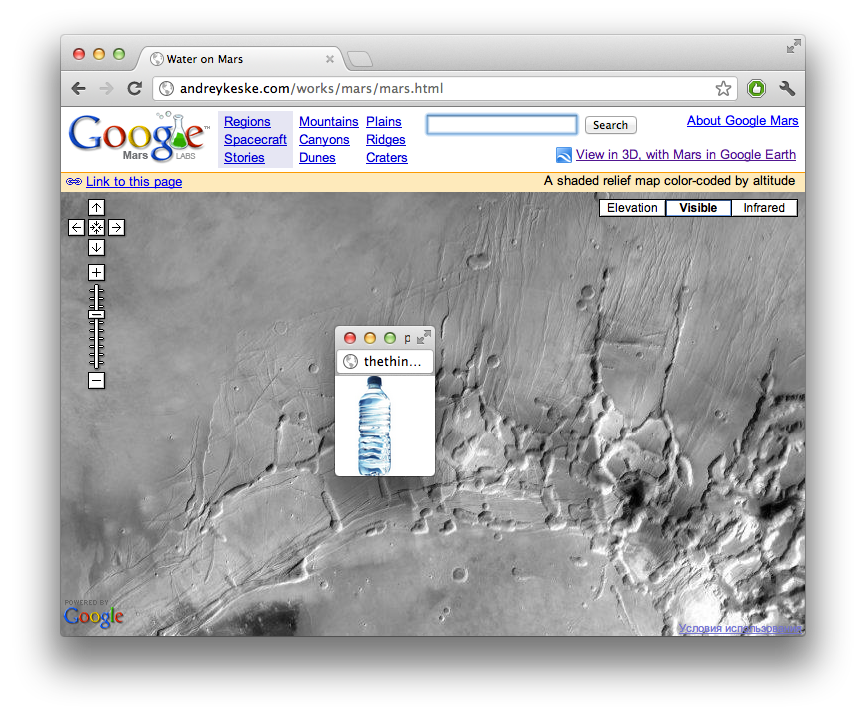 Water on Mars
andreykeske.com/works/mars/mars.html
Google™
Mars LABS
Regions Mountains Plains
Spacecraft Canyons Ridges
Stories Dunes Craters
Search
About Google Mars
View in 3D, with Mars in Google Earth
Link to this page
A shaded relief map color-coded by altitude
Elevation Visible Infrared
p
thethin...
POWERED BY
Google
Условия использования